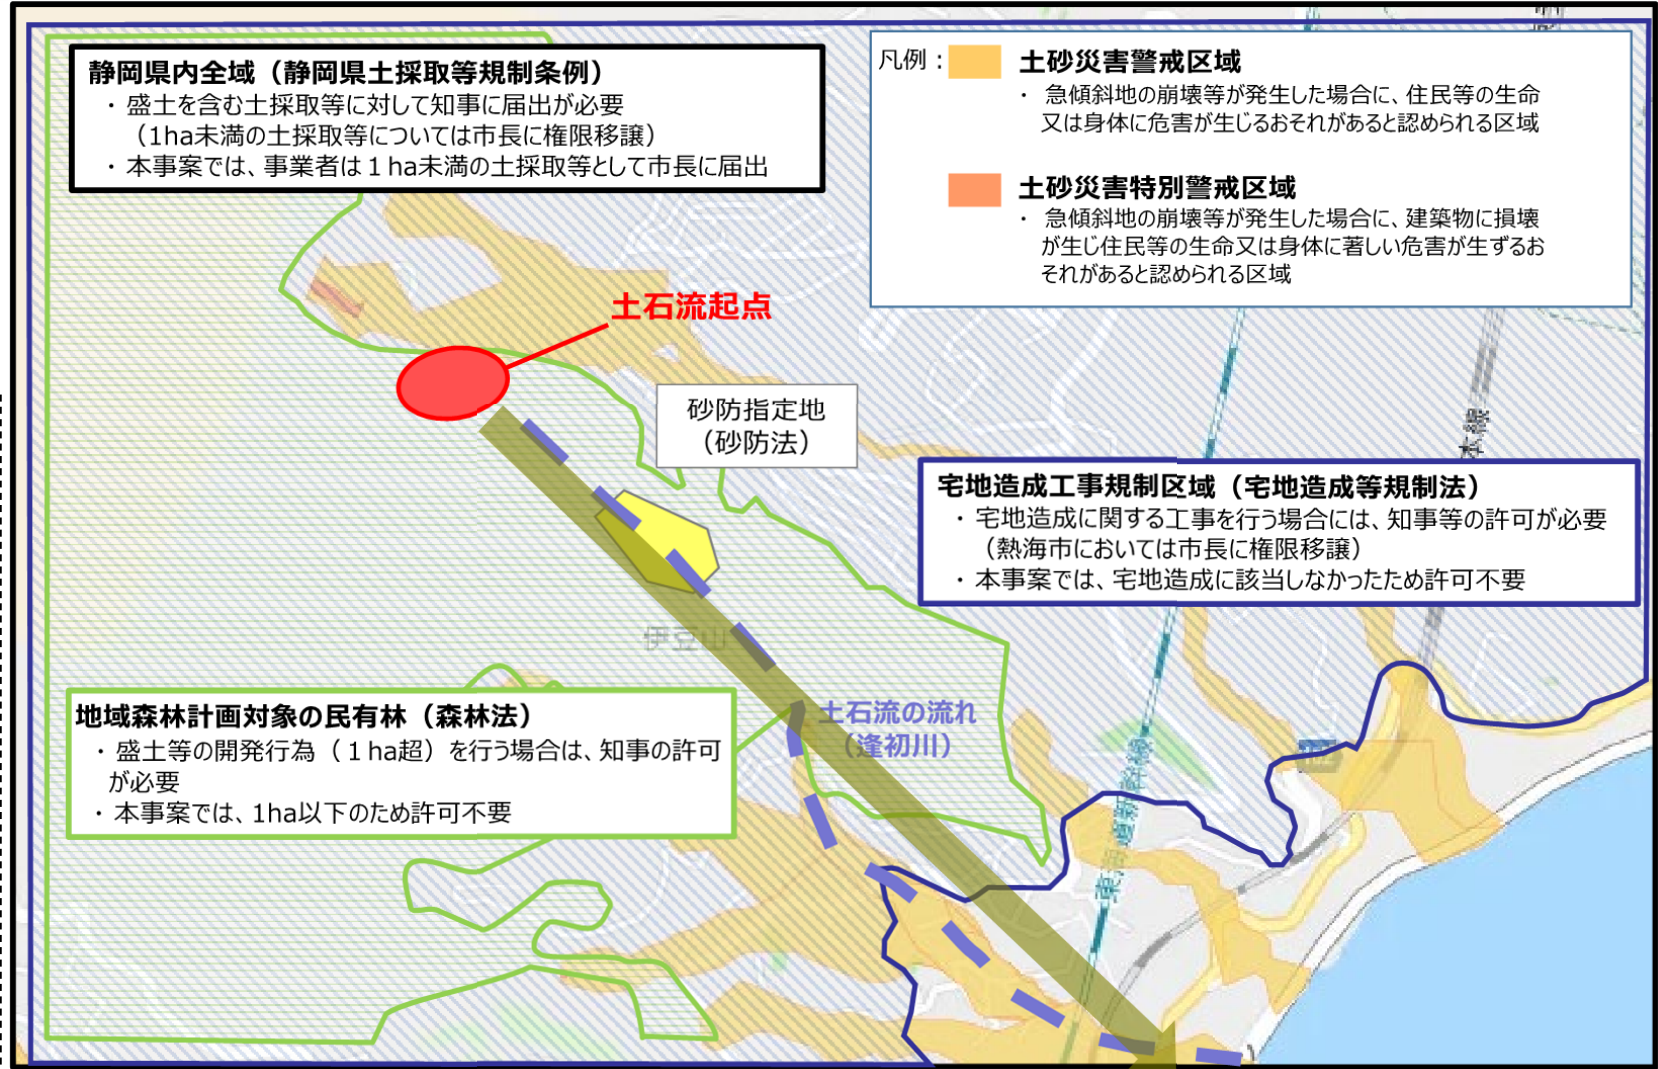 静岡県内全域（静岡県土採取等規制条例）
・ 盛土を含む土採取等に対して知事に届出が必要
（1ha未満の土採取等については市長に権限移譲）
・ 本事案では、事業者は１ha未満の土採取等として市長に届出
凡例：
土砂災害警戒区域
・ 急傾斜地の崩壊等が発生した場合に、住民等の生命
又は身体に危害が生じるおそれがあると認められる区域
土砂災害特別警戒区域
・ 急傾斜地の崩壊等が発生した場合に、建築物に損壊
が生じ住民等の生命又は身体に著しい危害が生ずるお
それがあると認められる区域
土石流起点
砂防指定地
（砂防法）
本線
宅地造成工事規制区域（宅地造成等規制法）
・ 宅地造成に関する工事を行う場合には、知事等の許可が必要
（熱海市においては市長に権限移譲）
・ 本事案では、宅地造成に該当しなかったため許可不要
伊豆山
地域森林計画対象の民有林（森林法）
・ 盛土等の開発行為（１ha超）を行う場合は、知事の許可
が必要
・ 本事案では、1ha以下のため許可不要
土石流の流れ
（逢初川）
東海道新幹線